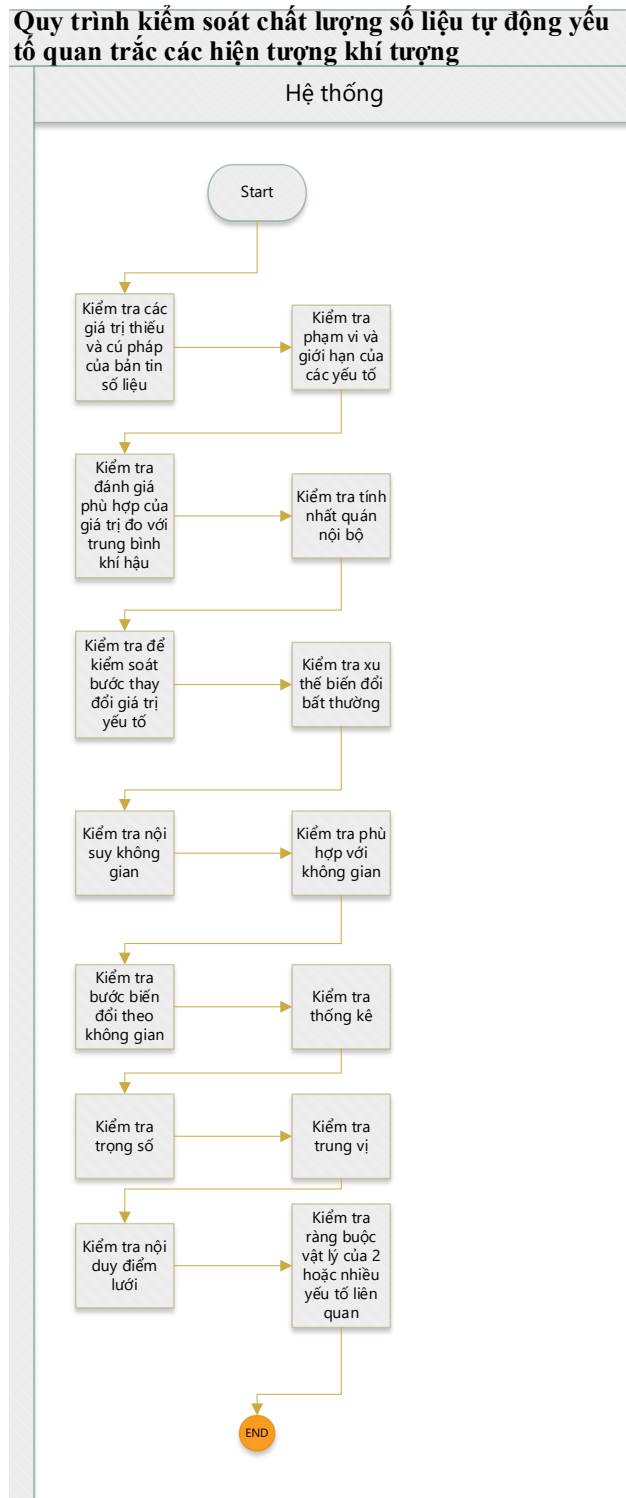 Quy trình kiểm soát chất lượng số liệu tự động yếu
tố quan trắc các hiện tượng khí tượng
Hệ thống
Start
Kiểm tra các
giá trị thiếu
và cú pháp
của bản tin
số liệu
Kiểm tra
phạm vi và
giới hạn của
các yếu tố
Kiểm tra
đánh giá
phù hợp của
giá trị đo với
trung bình
khí hậu
Kiểm tra tính
nhất quán
nội bộ
Kiểm tra để
kiểm soát
bước thay
đổi giá trị
yếu tố
Kiểm tra xu
thế biến đổi
bất thường
Kiểm tra nội
suy không
gian
Kiểm tra phù
hợp với
không gian
Kiểm tra
bước biến
đổi theo
không gian
Kiểm tra
thống kê
Kiểm tra
trọng số
Kiểm tra
trung vị
Kiểm tra nội
duy điểm
lưới
Kiểm tra
ràng buộc
vật lý của 2
hoặc nhiều
yếu tố liên
quan
END